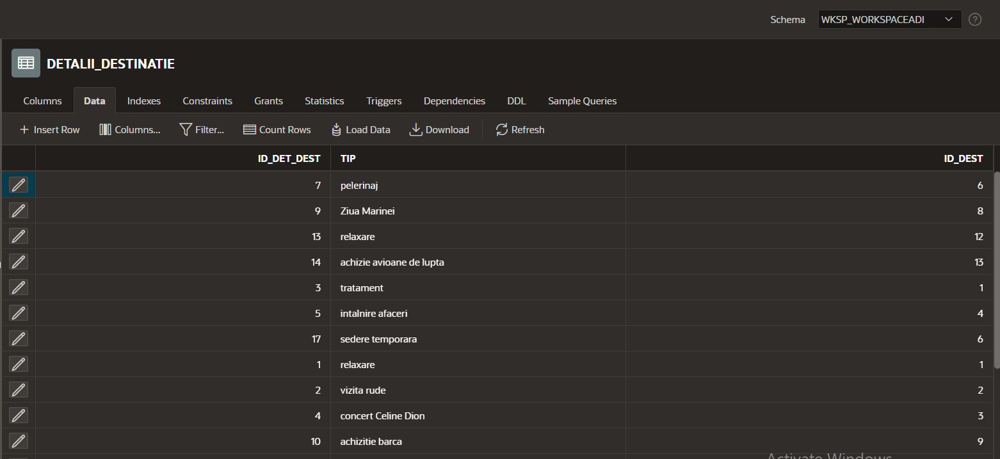 Schema WKSP_WORKSPACEADI ?
DETALII_DESTINATIE
Columns Data Indexes Constraints Grants Statistics Triggers Dependencies DDL Sample Queries
+ Insert Row Columns... Filter... Count Rows Load Data Download Refresh
ID_DET_DEST TIP ID_DEST
7 pelerinaj 6
9 Ziua Marinei 8
13 relaxare 12
14 achizie avioane de lupta 13
3 tratament 1
5 intalnire afaceri 4
17 sedere temporara 6
1 relaxare 1
2 vizita rude 2
4 concert Celine Dion 3
10 achizitie barca 9
Activate Windows